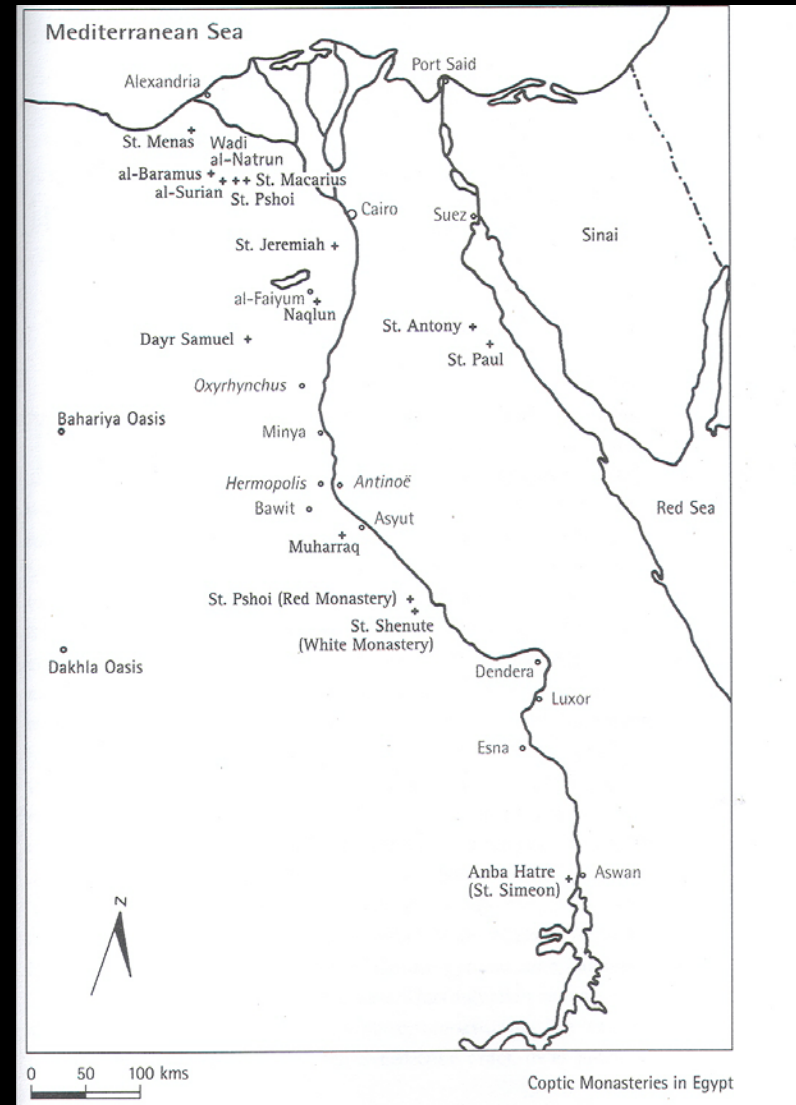 Mediterranean Sea
Port Said
Alexandria
St. Menas
Wadi
al-Natrun
al-Baramus
St. Macarius
al-Surian
St. Pshoi
Cairo
Suez
Sinai
St. Jeremiah
al-Faiyum
Naqlun
St. Antony
Dayr Samuel
St. Paul
Oxyrhynchus
Bahariya Oasis
Minya
Hermopolis
Antinoë
Bawit
Red Sea
Asyut
Muharraq
St. Pshoi (Red Monastery)
St. Shenute
(White Monastery)
Dakhla Oasis
Dendera
Luxor
Esna
Anba Hatre
(St. Simeon)
Aswan
N
0 50 100 kms
Coptic Monasteries in Egypt